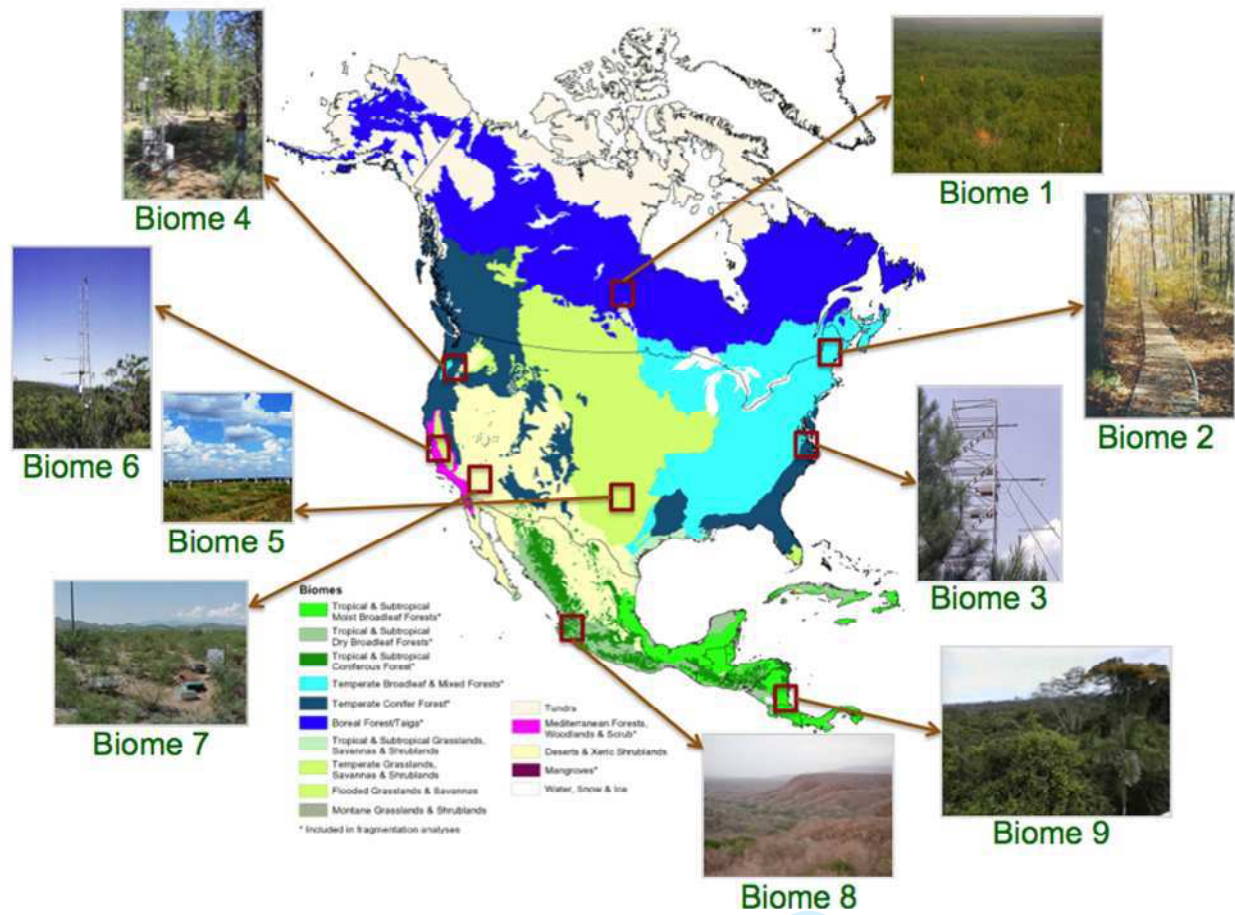 Biome 4
Biome 1
Biome 6
Biome 2
Biome 5
Biome 3
Biome 7
Biomes
Tropical & Subtropical
Moist Broadleaf Forests*
Tropical & Subtropical
Dry Broadleaf Forests*
Tropical & Subtropical
Coniferous Forest*
Temperate Broadleaf & Mixed Forests*
Temperate Conifer Forest*
Boreal Forest/Taiga*
Tropical & Subtropical Grasslands,
Savannas & Shrublands
Temperate Grasslands,
Savannas & Shrublands
Flooded Grasslands & Savannas
Montane Grasslands & Shrublands
* Included in fragmentation analyses
Tundra
Mediterranean Forests,
Woodlands & Scrub*
Deserts & Xeric Shrublands
Mangroves*
Water, Snow & Ice
Biome 9
Biome 8